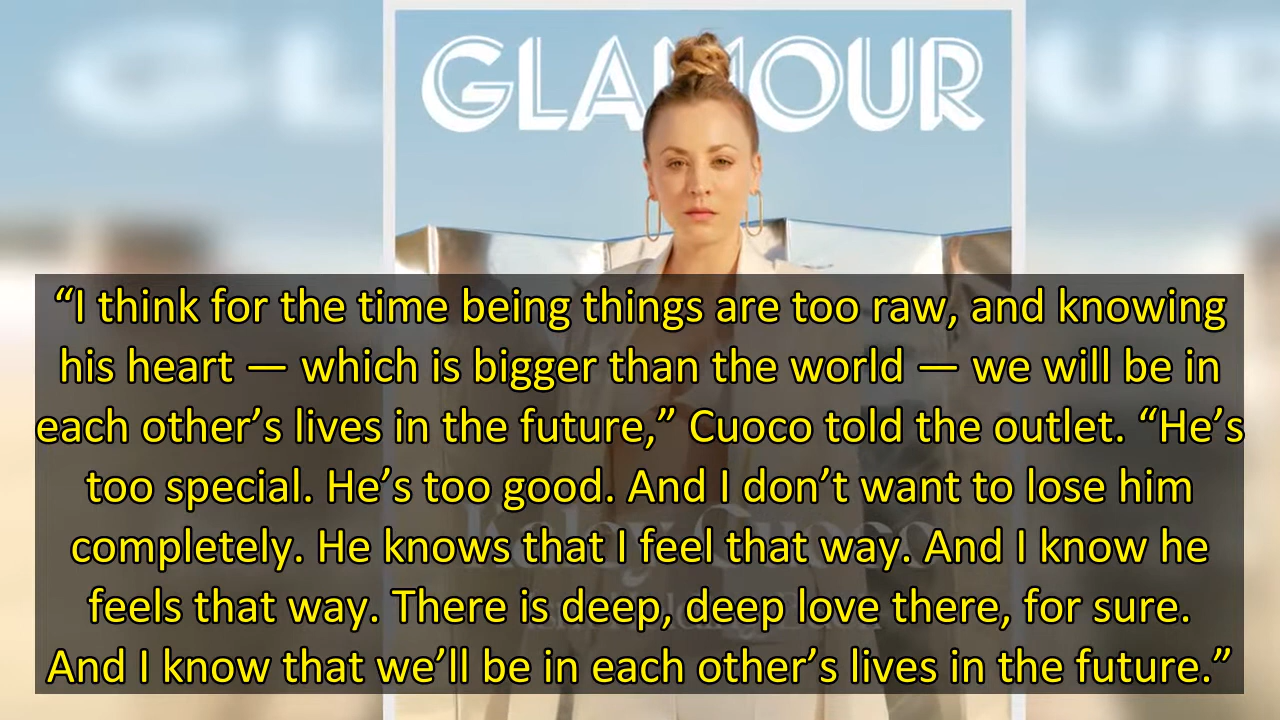 GLAMOUR
“I think for the time being things are too raw, and knowing
his heart — which is bigger than the world — we will be in
each other’s lives in the future,” Cuoco told the outlet. “He’s
too special. He’s too good. And I don’t want to lose him
completely. He knows that I feel that way. And I know he
feels that way. There is deep, deep love there, for sure.
And I know that we’ll be in each other’s lives in the future.”
Kaley Cuoco